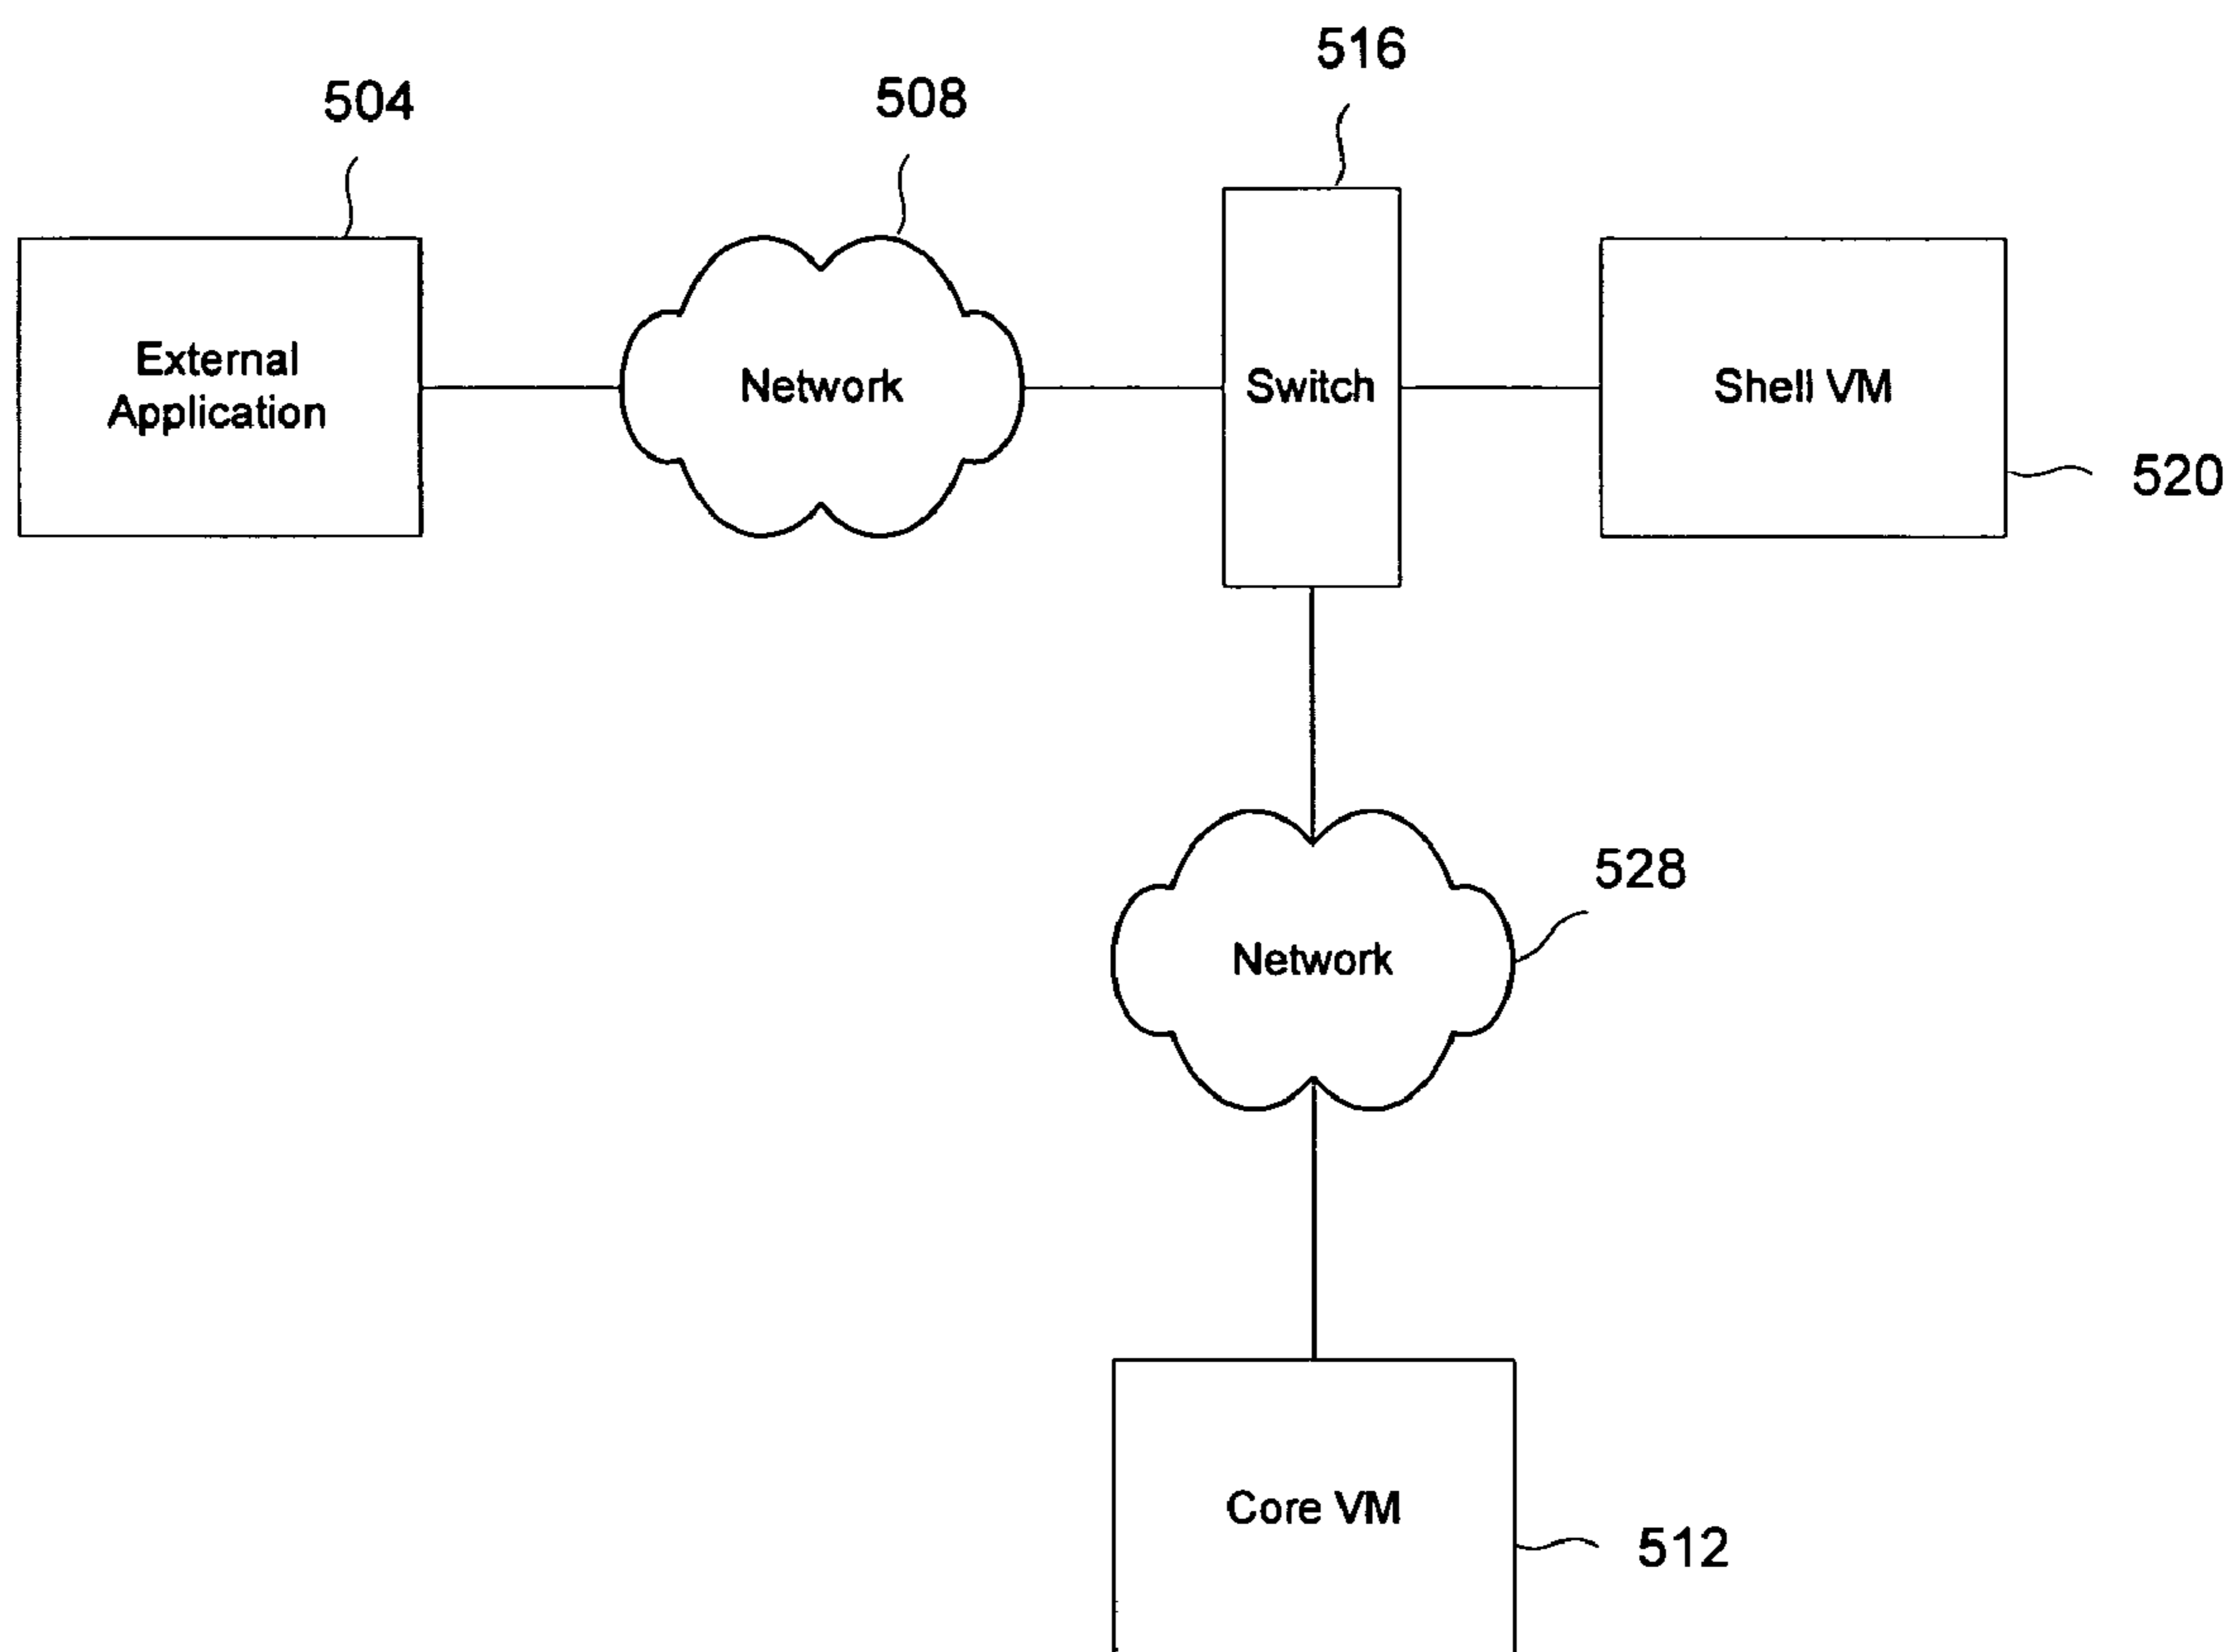 516
504
508
External
Application
Network
Switch
Shell VM
520
528
Network
Core VM
512